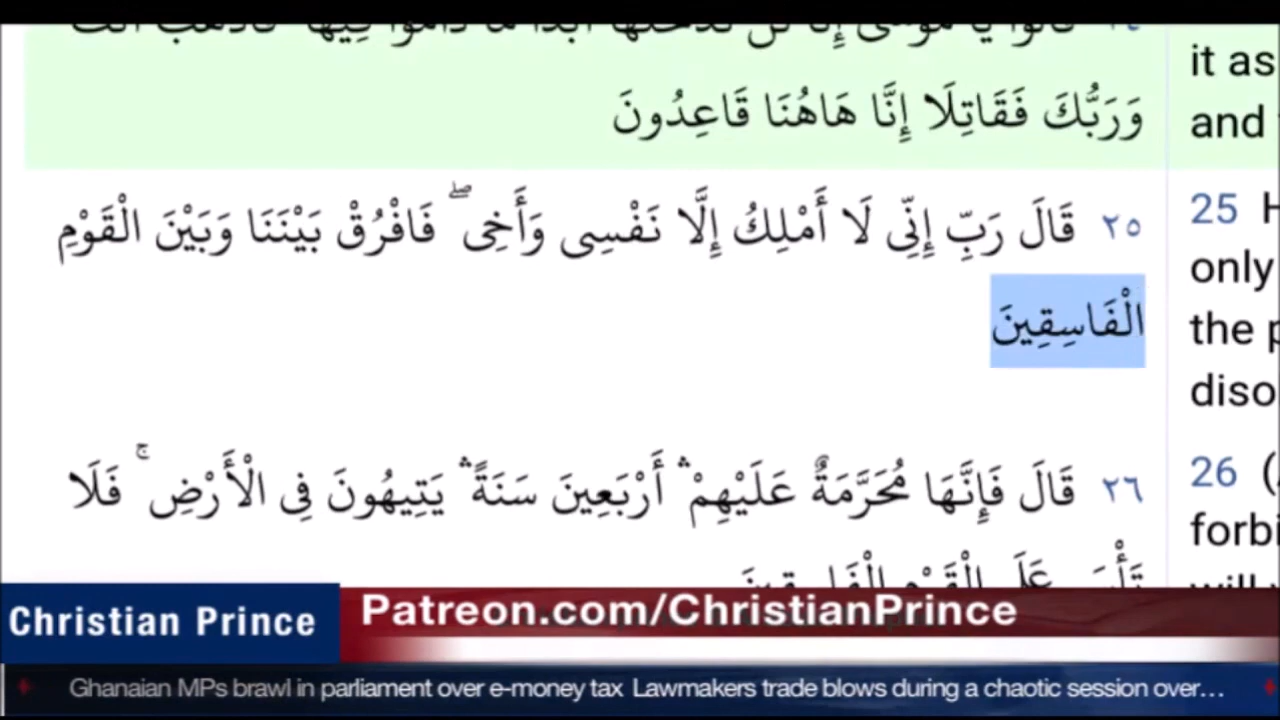 وَرَبُّكَ فَقَاتِلَا إِنَّا هَاهُنَا قَاعِدُونَ
٢٥ قَالَ رَبِّ إِنِّى لَا أَمْلِكُ إِلَّا نَفْسِى وَأَخِى ۖ فَافْرُقْ بَيْنَنَا وَبَيْنَ الْقَوْمِ
الْفَاسِقِينَ
٢٦ قَالَ فَإِنَّهَا مُحَرَّمَةٌ عَلَيْهِمْ ۛ أَرْبَعِينَ سَنَةً ۛ يَتِيهُونَ فِى الْأَرْضِ ۚ فَلَا
it as
and
25
only
the
26
Christian Prince
Patreon.com/ChristianPrince
Ghanaian MPs brawl in parliament over e-money tax Lawmakers trade blows during a chaotic session over…